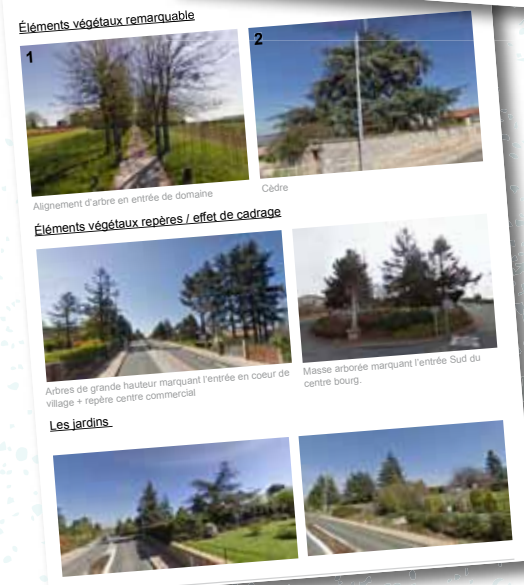 Éléments végétaux remarquable
1
2
Alignement d'arbre en entrée de domaine
Cèdre
Éléments végétaux repères / effet de cadrage
Arbres de grande hauteur marquant l'entrée en coeur de
village + repère centre commercial
Masse arborée marquant l'entrée Sud du
centre bourg.
Les jardins